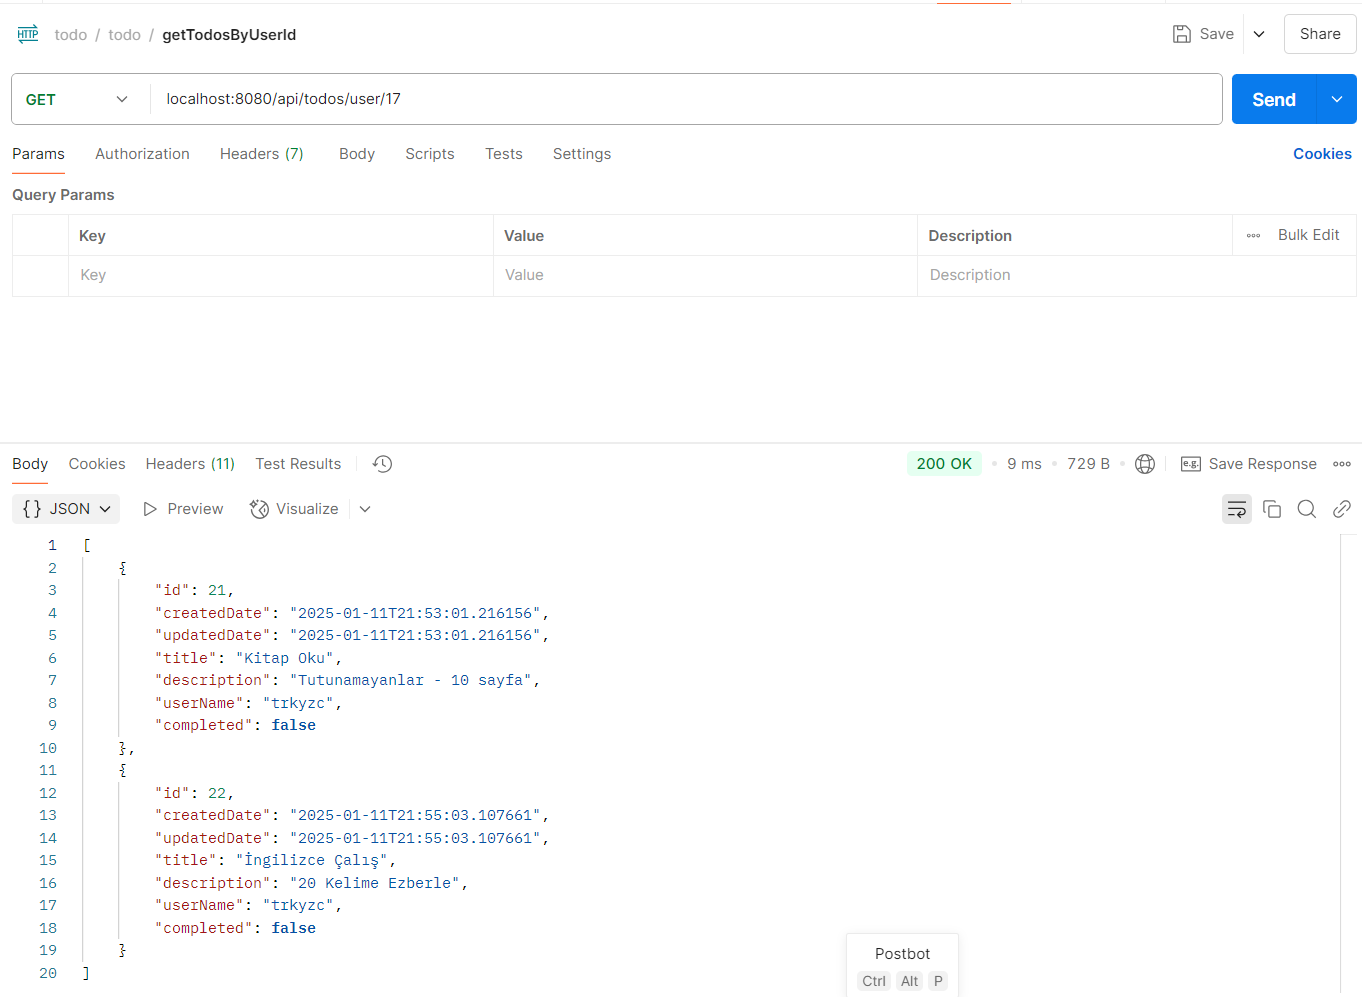 HTTP todo / todo / getTodosByUserId Save Share
GET localhost:8080/api/todos/user/17 Send
Params Authorization Headers (7) Body Scripts Tests Settings Cookies
Query Params
Key Value Description Bulk Edit
Key Value Description
Body Cookies Headers (11) Test Results 200 OK 9 ms 729 B e.g. Save Response
{} JSON Preview Visualize
1 [
2 {
3 "id": 21,
4 "createdDate": "2025-01-11T21:53:01.216156",
5 "updatedDate": "2025-01-11T21:53:01.216156",
6 "title": "Kitap Oku",
7 "description": "Tutunamayanlar - 10 sayfa",
8 "userName": "trkyzc",
9 "completed": false
10 },
11 {
12 "id": 22,
13 "createdDate": "2025-01-11T21:55:03.107661",
14 "updatedDate": "2025-01-11T21:55:03.107661",
15 "title": "İngilizce Çalış",
16 "description": "20 Kelime Ezberle",
17 "userName": "trkyzc",
18 "completed": false
19 }
20 ]
Postbot
Ctrl Alt P